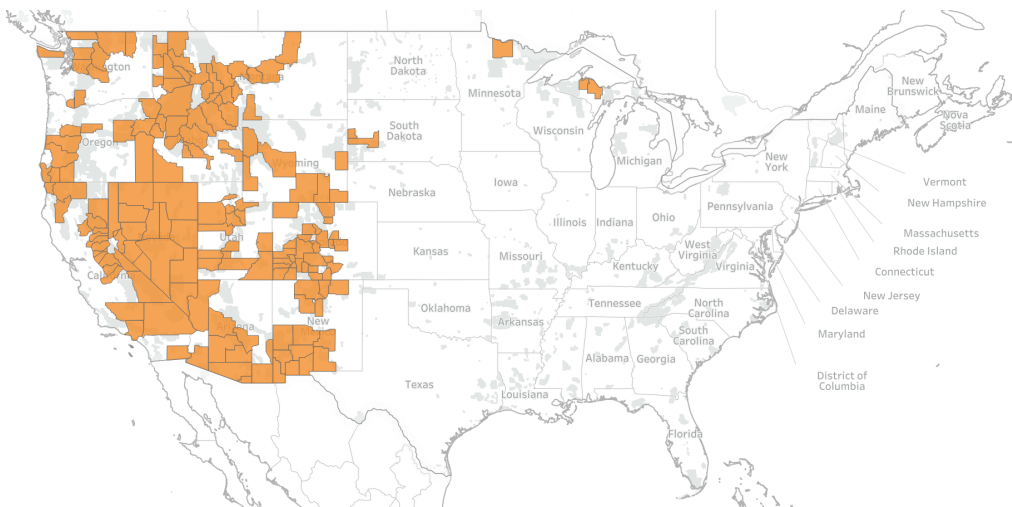 New
Brunswick
Maine
Nova
Scotia
North
Dakota
Minnesota
South
Dakota
Wisconsin
Michigan
New
York
Oregon
Wyoming
Nebraska
Iowa
Illinois
Indiana
Ohio
Pennsylvania
Vermont
New Hampshire
Massachusetts
Rhode Island
Connecticut
New Jersey
Delaware
Maryland
District of
Columbia
Utah
Kansas
Missouri
Kentucky
West
Virginia
Virginia
New
Oklahoma
Arkansas
Tennessee
North
Carolina
South
Carolina
Alabama
Georgia
Texas
Louisiana
Florida